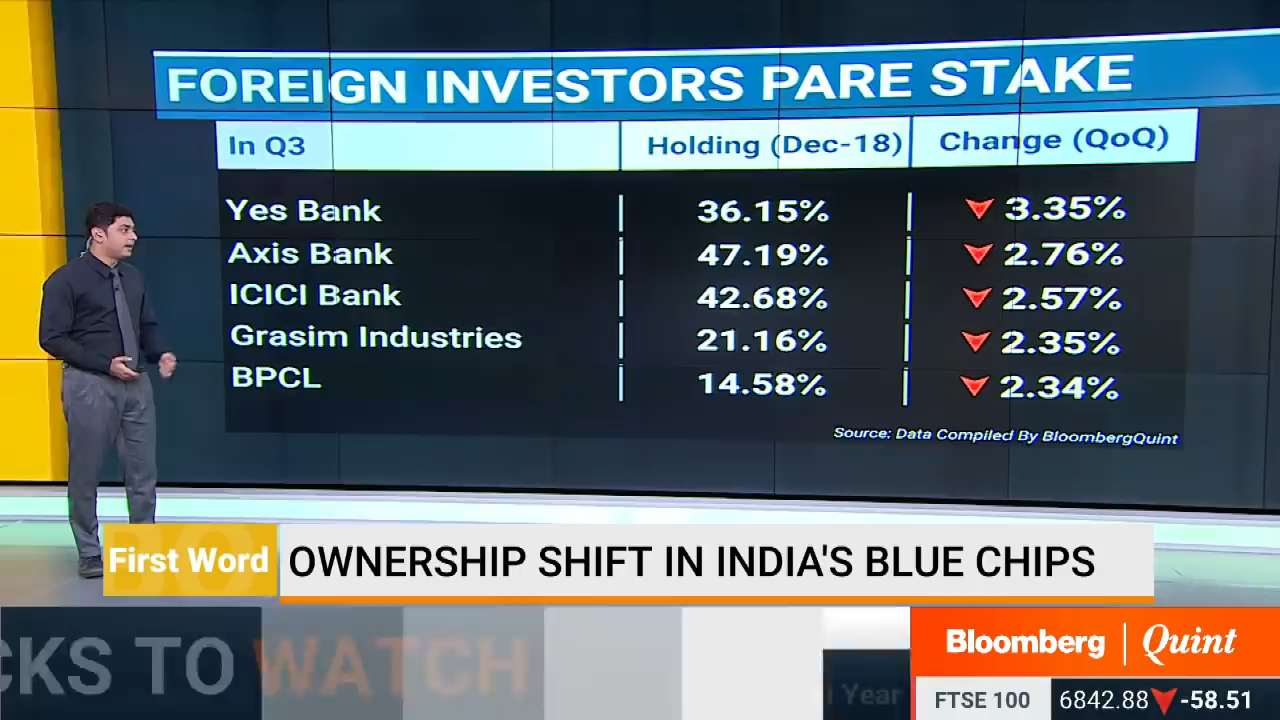 FOREIGN INVESTORS PARE STAKE
In Q3 Holding (Dec-18) Change (QoQ)
Yes Bank 36.15% 3.35%
Axis Bank 47.19% 2.76%
ICICI Bank 42.68% 2.57%
Grasim Industries 21.16% 2.35%
BPCL 14.58% 2.34%
Source: Data Compiled By BloombergQuint
First Word OWNERSHIP SHIFT IN INDIA'S BLUE CHIPS
CKS TO WATCH
Bloomberg | Quint
Year
FTSE 100 6842.88 -58.51